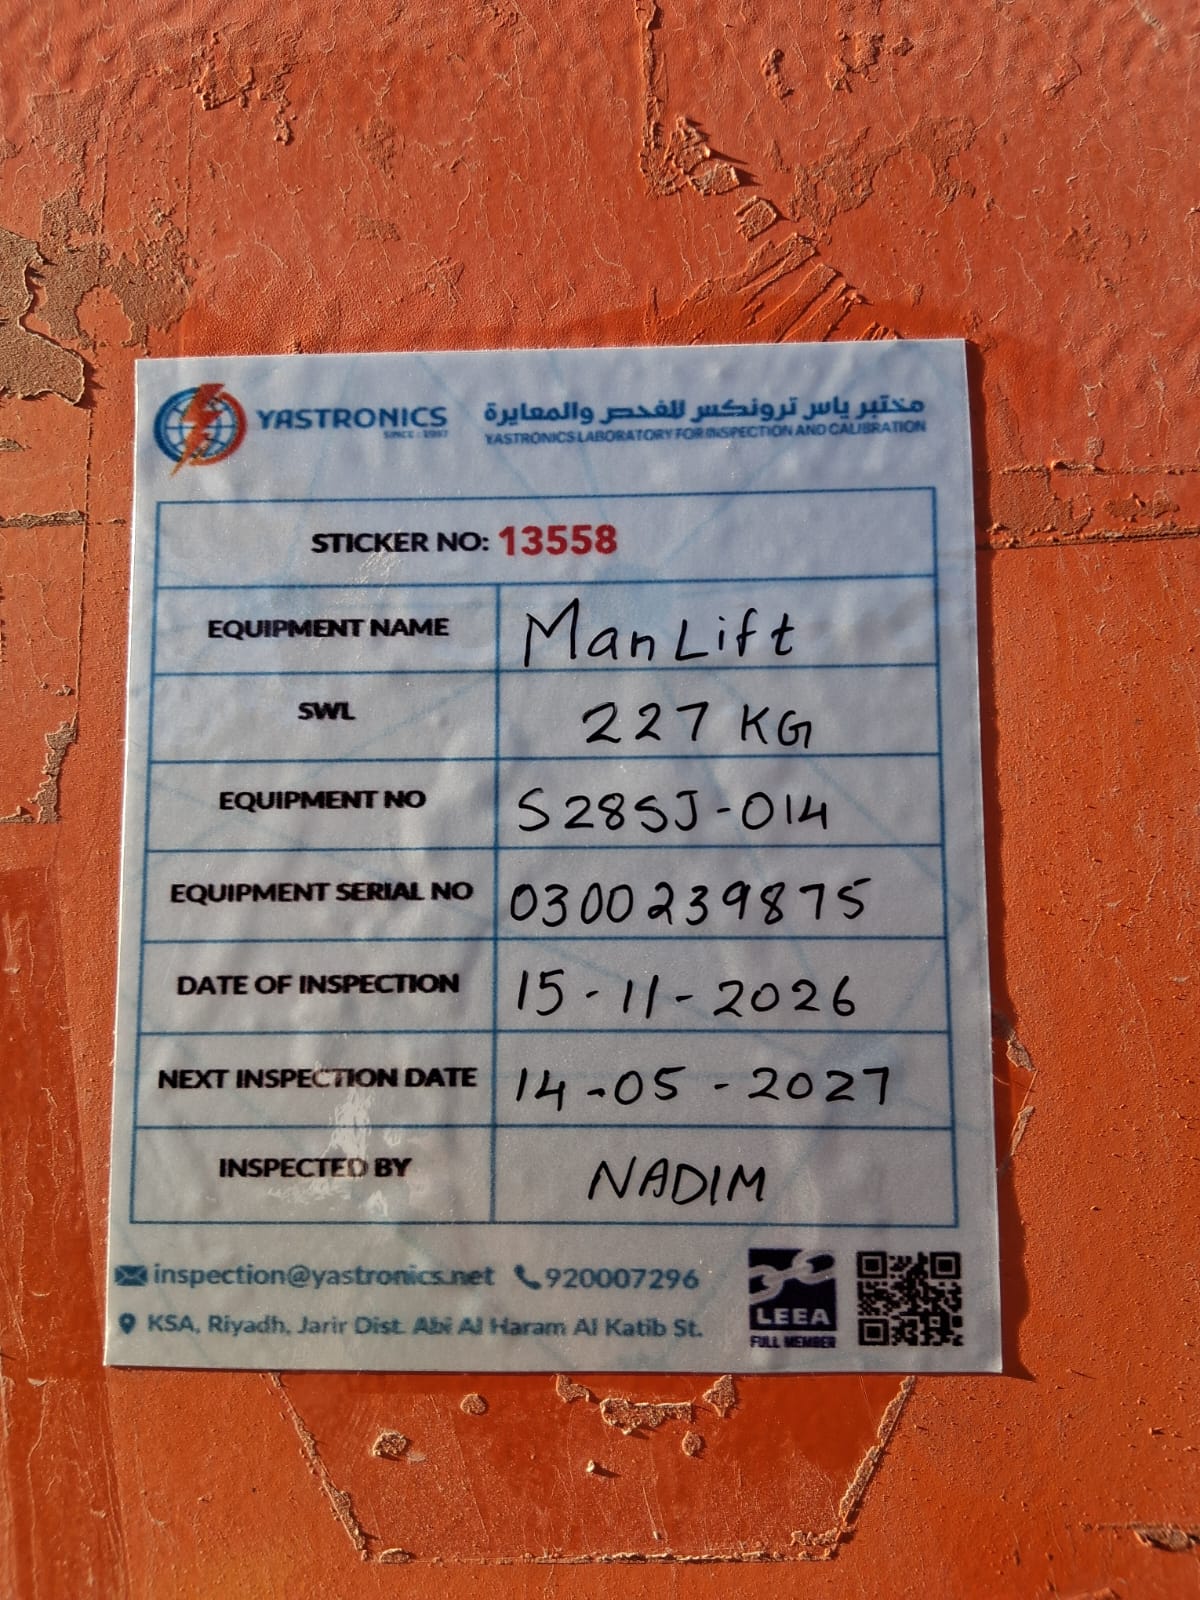 YASTRONICS
SINCE : 1997
مختبر ياس ترونكس للفحص والمعايرة
YASTRONICS LABORATORY FOR INSPECTION AND CALIBRATION
STICKER NO: 13558
EQUIPMENT NAME ManLift
SWL 227 KG
EQUIPMENT NO S28SJ-014
EQUIPMENT SERIAL NO 0300239875
DATE OF INSPECTION 15-11-2026
NEXT INSPECTION DATE 14-05-2027
INSPECTED BY NADIM
inspection@yastronics.net 920007296
KSA, Riyadh, Jarir Dist. Abi Al Haram Al Katib St.
LEEA
FULL MEMBER